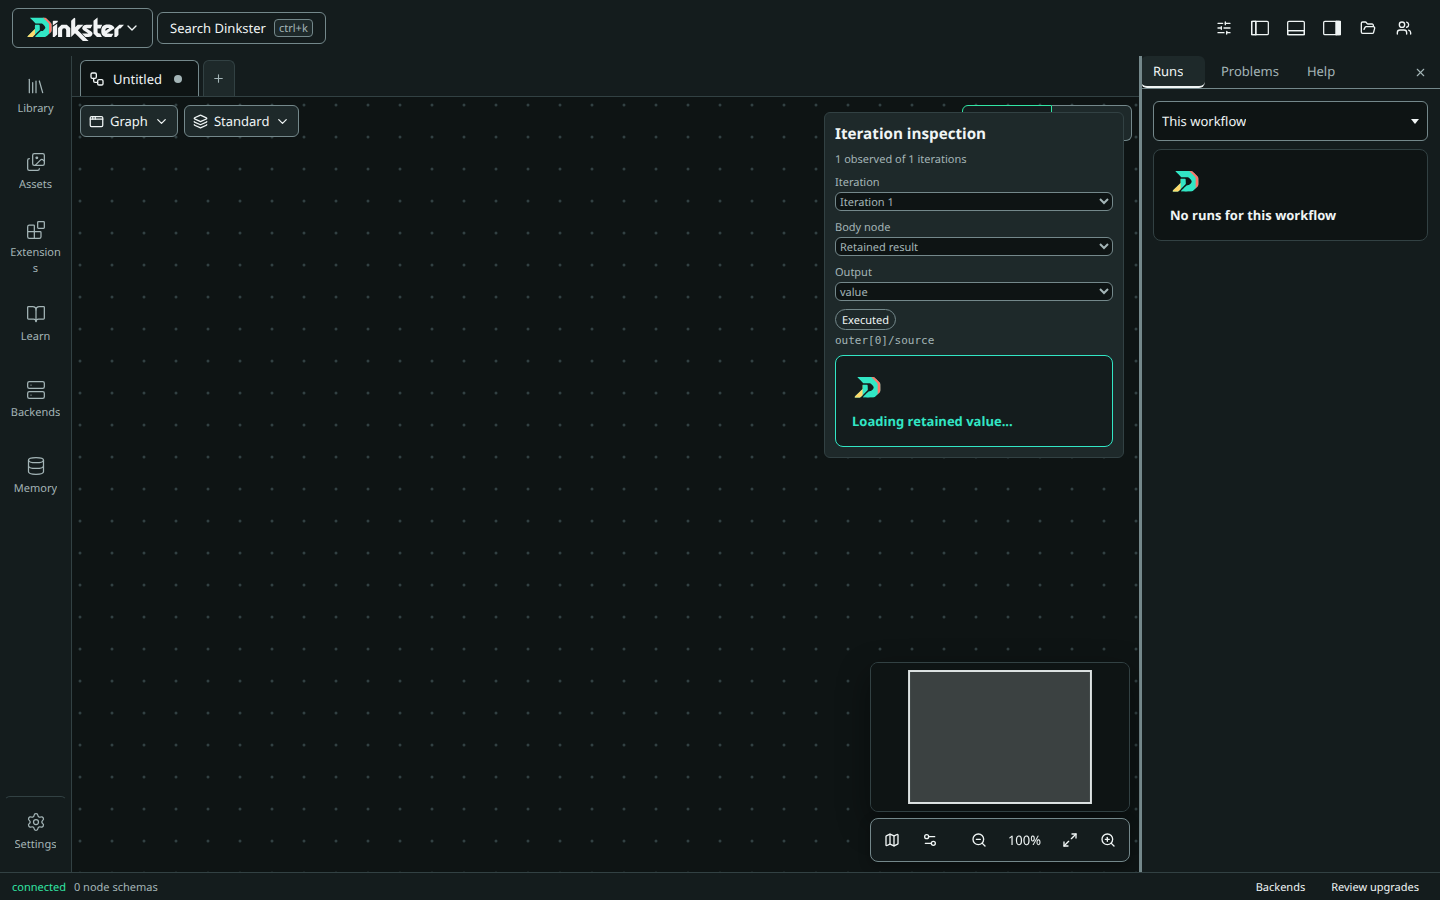 Dinkster
Search Dinkster ctrl+k
Library
Assets
Extension
s
Learn
Backends
Memory
Settings
Untitled
Graph
Standard
Iteration inspection
1 observed of 1 iterations
Iteration
Iteration 1
Body node
Retained result
Output
value
Executed
outer[0]/source
Loading retained value...
100%
Runs
Problems
Help
This workflow
No runs for this workflow
connected
0 node schemas
Backends
Review upgrades